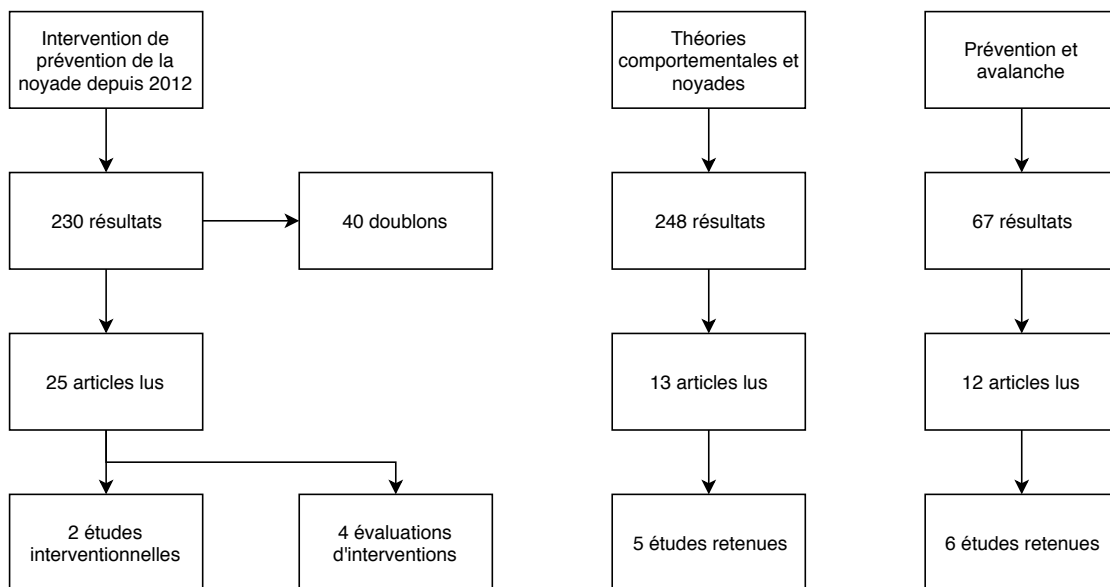 Intervention de
prévention de la
noyade depuis 2012
Théories
comportementales et
noyades
Prévention et
avalanche
230 résultats
40 doublons
248 résultats
67 résultats
25 articles lus
13 articles lus
12 articles lus
2 études
interventionnelles
4 évaluations
d'interventions
5 études retenues
6 études retenues